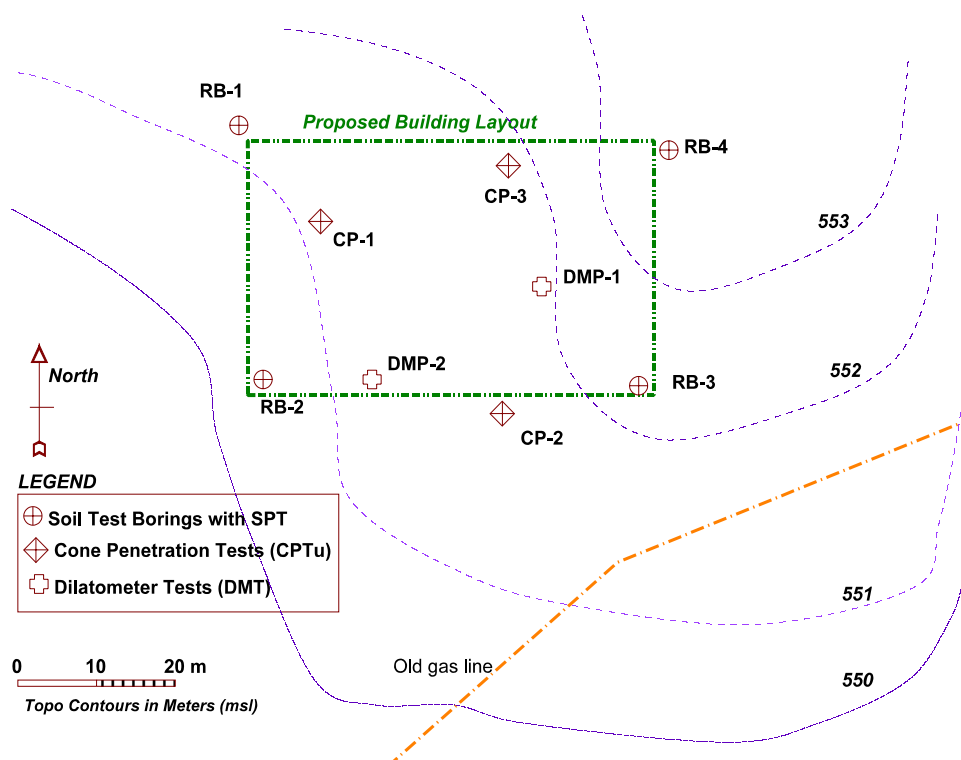 RB-1
Proposed Building Layout
RB-4
CP-3
CP-1
553
DMP-1
DMP-2
North
552
RB-3
RB-2
CP-2
LEGEND
Soil Test Borings with SPT
Cone Penetration Tests (CPTu)
Dilatometer Tests (DMT)
551
0 10 20 m
Old gas line
550
Topo Contours in Meters (msl)